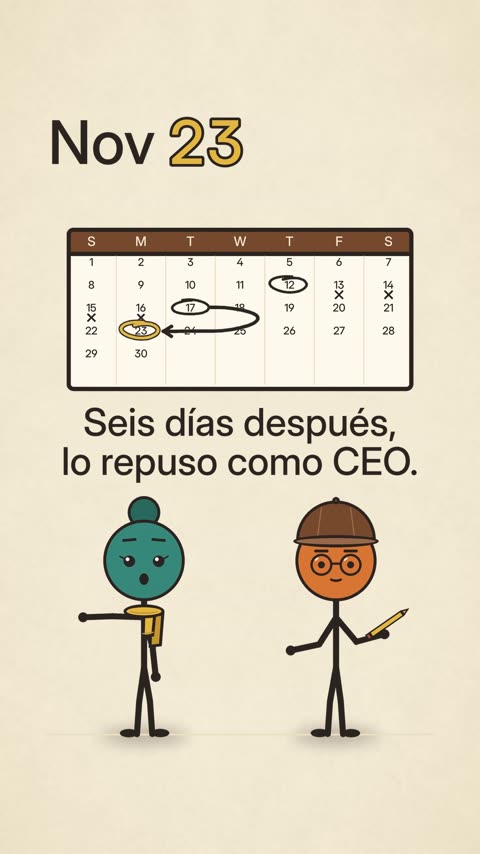 Nov 23
S M T W T F S
1 2 3 4 5 6 7
8 9 10 11 12 13 14
15 16 17 18 19 20 21
22 23 24 25 26 27 28
29 30
Seis días después,
lo repuso como CEO.